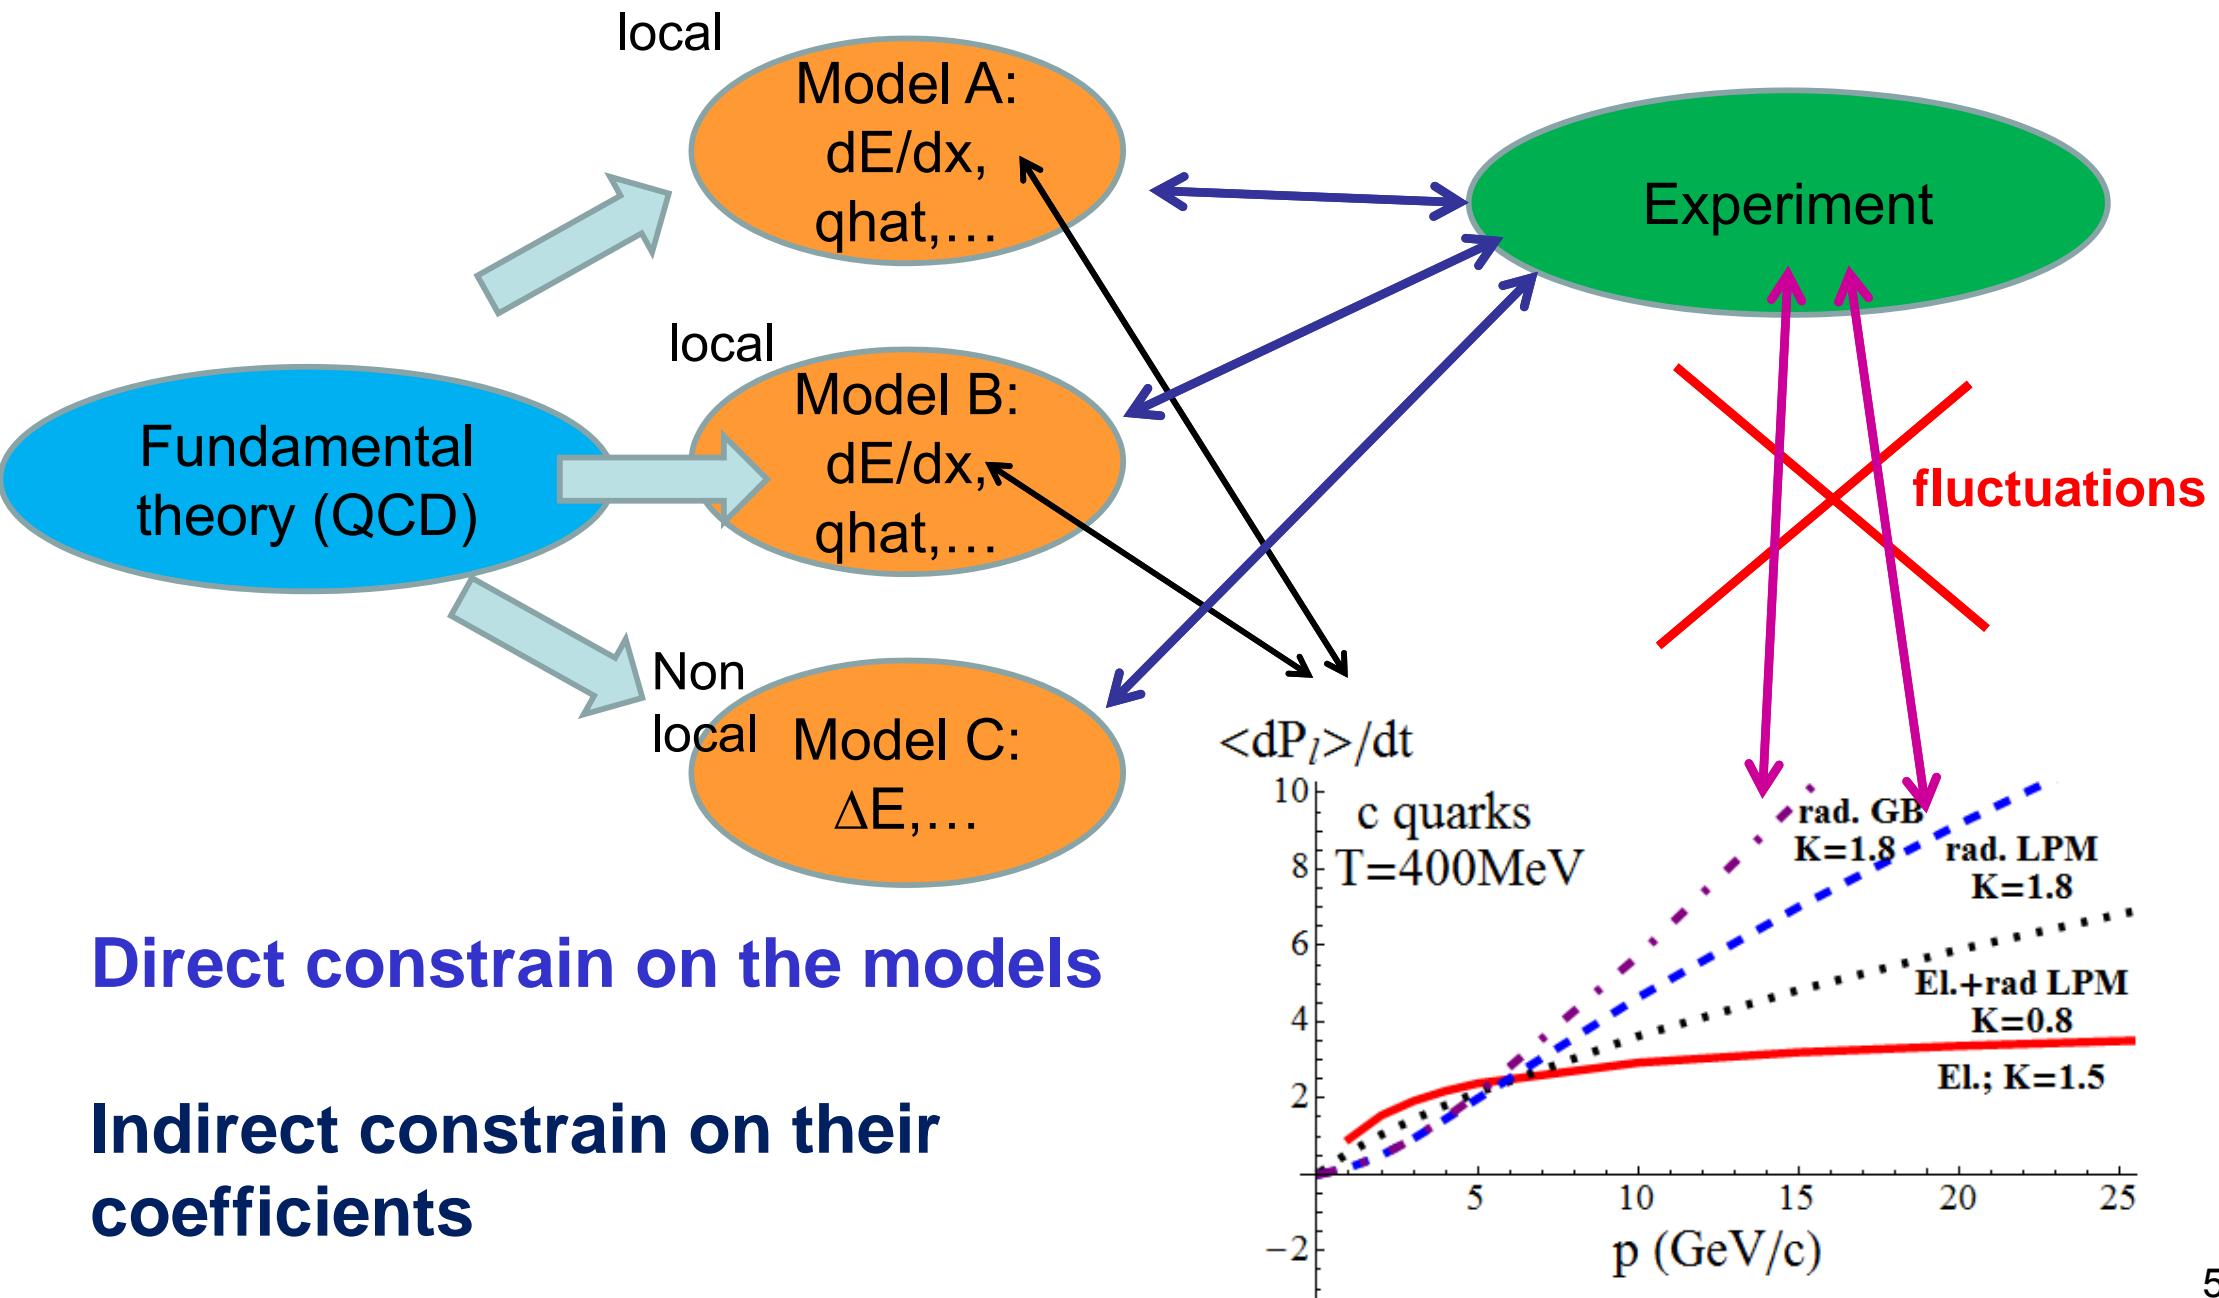 local
Model A:
dE/dx,
qhat,…
Experiment
local
Model B:
dE/dx,
qhat,…
Fundamental
theory (QCD)
fluctuations
Non
local
Model C:
ΔE,…
Direct constrain on the models
Indirect constrain on their
coefficients
<dP_l>/dt
c quarks
T=400MeV
rad. GB
K=1.8
rad. LPM
K=1.8
El.+rad LPM
K=0.8
El.; K=1.5
10
8
6
4
2
−2
5
10
15
20
25
p (GeV/c)
5